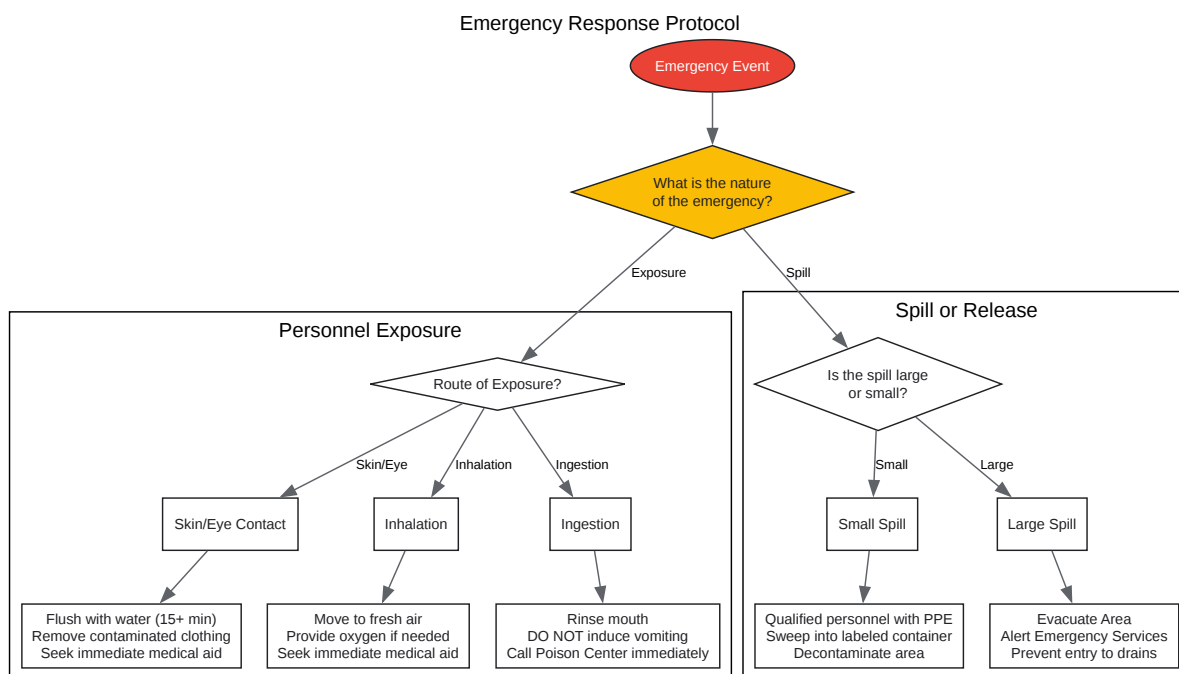 Emergency Response Protocol
Emergency Event
What is the nature
of the emergency?
Exposure
Spill
Personnel Exposure
Route of Exposure?
Skin/Eye
Inhalation
Ingestion
Skin/Eye Contact
Inhalation
Ingestion
Flush with water (15+ min)
Remove contaminated clothing
Seek immediate medical aid
Move to fresh air
Provide oxygen if needed
Seek immediate medical aid
Rinse mouth
DO NOT induce vomiting
Call Poison Center immediately
Spill or Release
Is the spill large
or small?
Small
Large
Small Spill
Large Spill
Qualified personnel with PPE
Sweep into labeled container
Decontaminate area
Evacuate Area
Alert Emergency Services
Prevent entry to drains